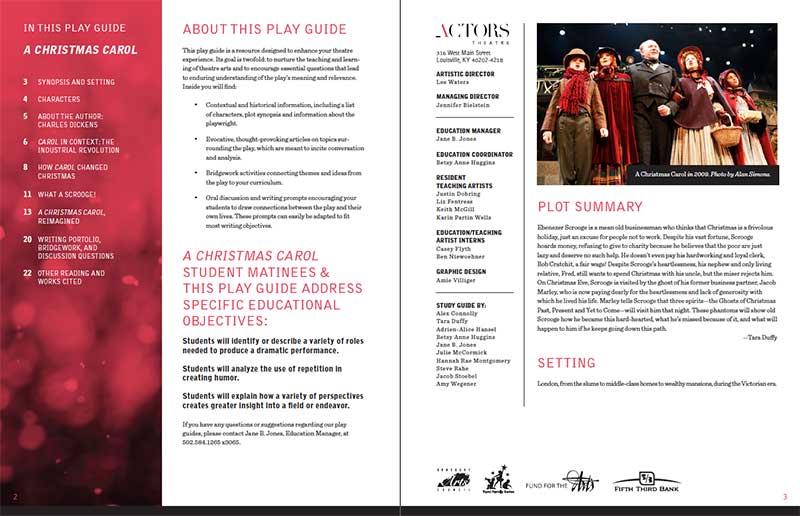 IN THIS PLAY GUIDE
A CHRISTMAS CAROL
3 SYNOPSIS AND SETTING
4 CHARACTERS
5 ABOUT THE AUTHOR:
CHARLES DICKENS
6 CAROL IN CONTEXT: THE
INDUSTRIAL REVOLUTION
8 HOW CAROL CHANGED
CHRISTMAS
11 WHAT A SCROOGE!
13 A CHRISTMAS CAROL,
REIMAGINED
20 WRITING PORTOLIO,
BRIDGEWORK, AND
DISCUSSION QUESTIONS
22 OTHER READING AND
WORKS CITED
2
ABOUT THIS PLAY GUIDE
This play guide is a resource designed to enhance your theatre
experience. Its goal is twofold: to nurture the teaching and learn-
ing of theatre arts and to encourage essential questions that lead
to enduring understanding of the play's meaning and relevance.
Inside you will find:
• Contextual and historical information, including a list
of characters, plot synopsis and information about the
playwright.
• Evocative, thought-provoking articles on topics sur-
rounding the play, which are meant to incite conversation
and analysis.
• Bridgework activities connecting themes and ideas from
the play to your curriculum.
• Oral discussion and writing prompts encouraging your
students to draw connections between the play and their
own lives. These prompts can easily be adapted to fit
most writing objectives.
A CHRISTMAS CAROL
STUDENT MATINEES &
THIS PLAY GUIDE ADDRESS
SPECIFIC EDUCATIONAL
OBJECTIVES:
Students will identify or describe a variety of roles
needed to produce a dramatic performance.
Students will analyze the use of repetition in
creating humor.
Students will explain how a variety of perspectives
creates greater insight into a field or endeavor.
If you have any questions or suggestions regarding our play
guides, please contact Jane B. Jones, Education Manager, at
502.584.1265 x3065.
ACTORS
THEATRE
316 West Main Street
Louisville, KY 40202-4218
ARTISTIC DIRECTOR
Les Waters
MANAGING DIRECTOR
Jennifer Bielstein
EDUCATION MANAGER
Jane B. Jones
EDUCATION COORDINATOR
Betsy Anne Huggins
RESIDENT
TEACHING ARTISTS
Justin Dobring
Liz Fentress
Keith McGill
Karin Partin Wells
EDUCATION/TEACHING
ARTIST INTERNS
Casey Flyth
Ben Niewoehner
GRAPHIC DESIGN
Amie Villiger
STUDY GUIDE BY:
Alex Connolly
Tara Duffy
Adrien-Alice Hansel
Betsy Anne Huggins
Jane B. Jones
Julie McCormick
Hannah Rae Montgomery
Steve Rahe
Jacob Stoebel
Amy Wegener
A Christmas Carol in 2009. Photo by Alan Simons.
PLOT SUMMARY
Ebenezer Scrooge is a mean old businessman who thinks that Christmas is a frivolous
holiday, just an excuse for people not to work. Despite his vast fortune, Scrooge
hoards money, refusing to give to charity because he believes that the poor are just
lazy and deserve no such help. He doesn't even pay his hardworking and loyal clerk,
Bob Cratchit, a fair wage! Despite Scrooge's heartlessness, his nephew and only living
relative, Fred, still wants to spend Christmas with his uncle, but the miser rejects him.
On Christmas Eve, Scrooge is visited by the ghost of his former business partner, Jacob
Marley, who is now paying dearly for the heartlessness and lack of generosity with
which he lived his life. Marley tells Scrooge that three spirits—the Ghosts of Christmas
Past, Present and Yet to Come—will visit him that night. These phantoms will show old
Scrooge how he became this hard-hearted, what he's missed because of it, and what will
happen to him if he keeps going down this path.
—Tara Duffy
SETTING
London, from the slums to middle-class homes to wealthy mansions, during the Victorian era.
KENTUCKY
Arts
COUNCIL
FUND FOR THE Arts
FIFTH THIRD BANK
3